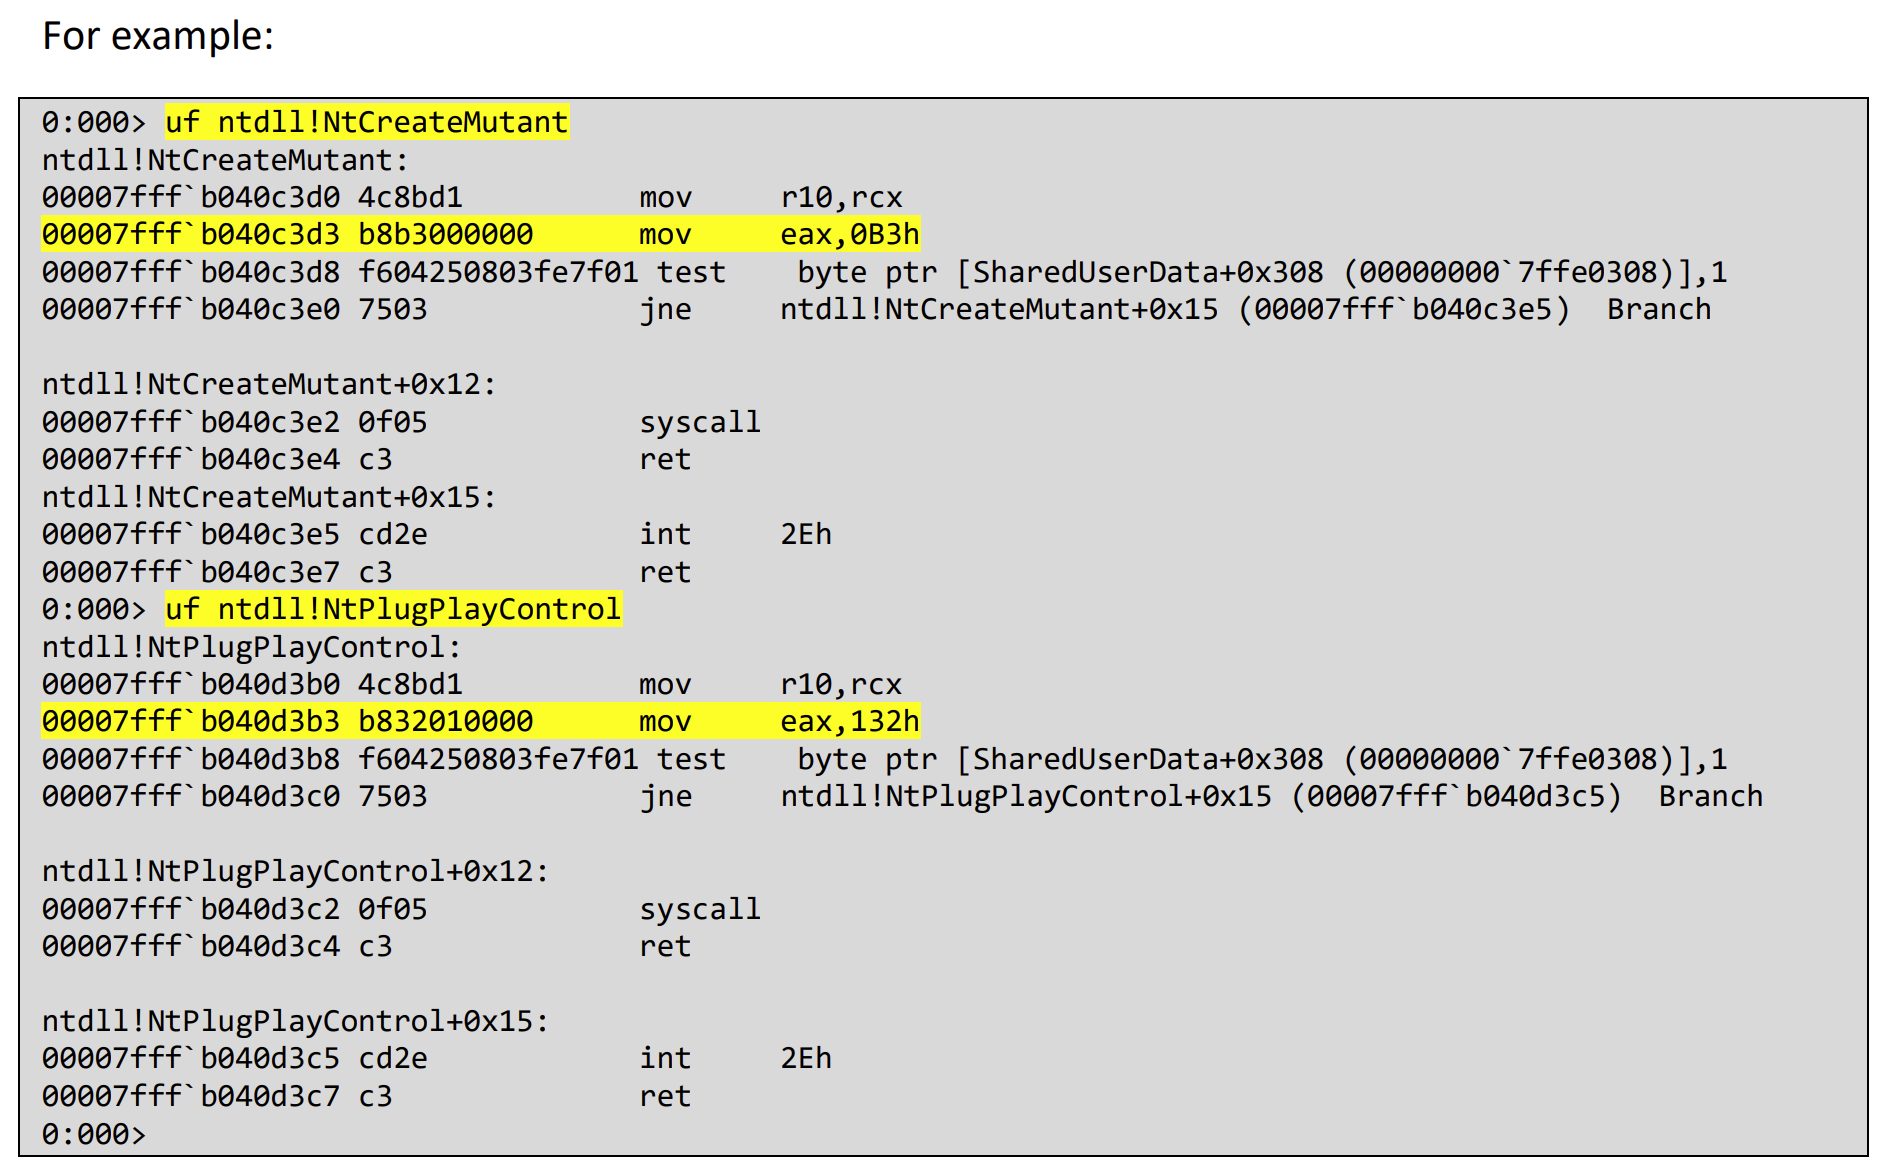 For example:
0:000> uf ntdll!NtCreateMutant
ntdll!NtCreateMutant:
00007fff`b040c3d0 4c8bd1          mov     r10,rcx
00007fff`b040c3d3 b8b3000000      mov     eax,0B3h
00007fff`b040c3d8 f604250803fe7f01 test    byte ptr [SharedUserData+0x308 (00000000`7ffe0308)],1
00007fff`b040c3e0 7503            jne     ntdll!NtCreateMutant+0x15 (00007fff`b040c3e5)  Branch
ntdll!NtCreateMutant+0x12:
00007fff`b040c3e2 0f05            syscall
00007fff`b040c3e4 c3              ret
ntdll!NtCreateMutant+0x15:
00007fff`b040c3e5 cd2e            int     2Eh
00007fff`b040c3e7 c3              ret
0:000> uf ntdll!NtPlugPlayControl
ntdll!NtPlugPlayControl:
00007fff`b040d3b0 4c8bd1          mov     r10,rcx
00007fff`b040d3b3 b832010000      mov     eax,132h
00007fff`b040d3b8 f604250803fe7f01 test    byte ptr [SharedUserData+0x308 (00000000`7ffe0308)],1
00007fff`b040d3c0 7503            jne     ntdll!NtPlugPlayControl+0x15 (00007fff`b040d3c5)  Branch
ntdll!NtPlugPlayControl+0x12:
00007fff`b040d3c2 0f05            syscall
00007fff`b040d3c4 c3              ret
ntdll!NtPlugPlayControl+0x15:
00007fff`b040d3c5 cd2e            int     2Eh
00007fff`b040d3c7 c3              ret
0:000>